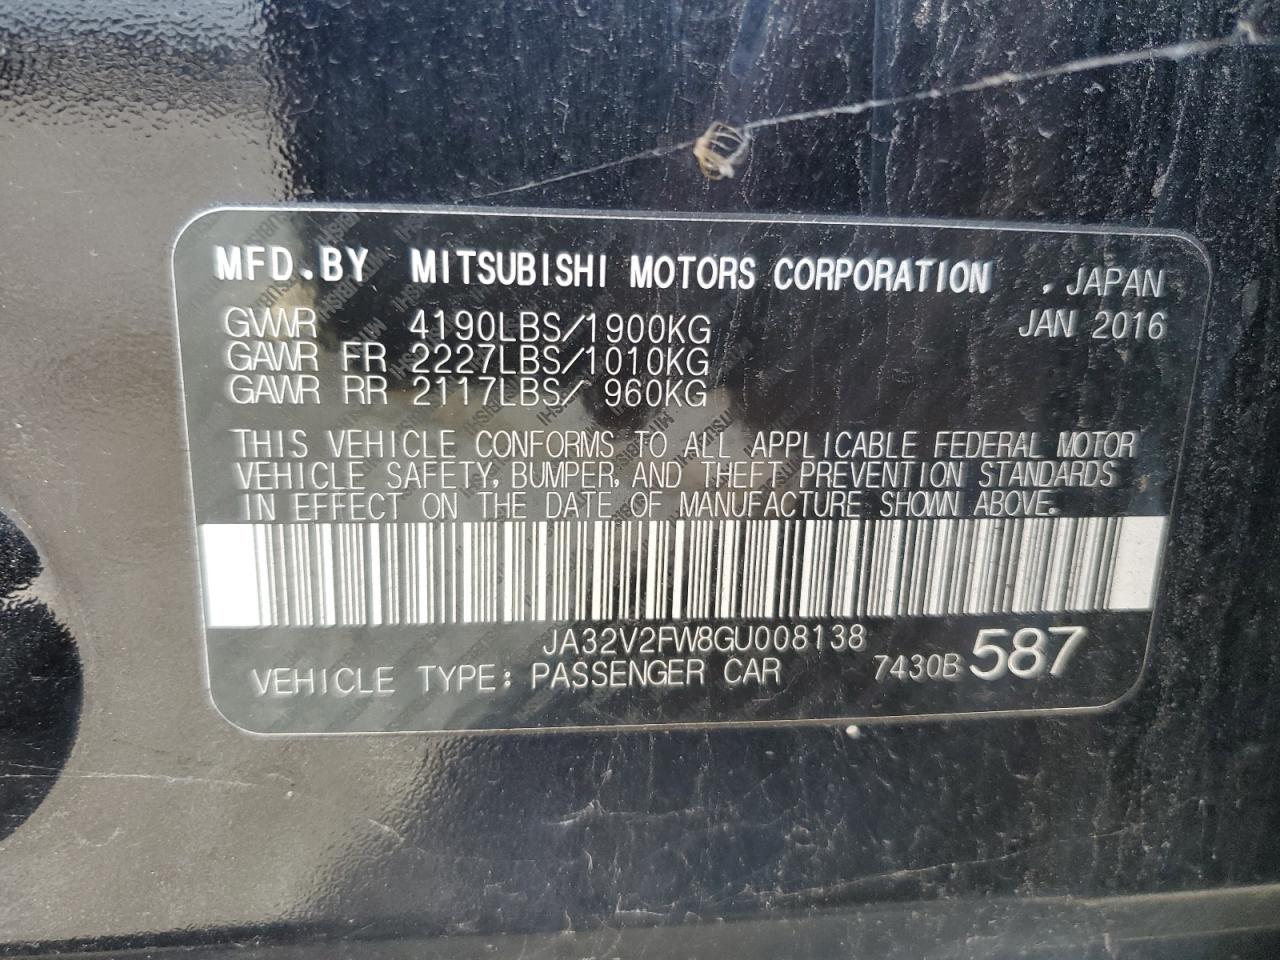 MFD.BY MITSUBISHI MOTORS CORPORATION , JAPAN
GVWR 4190LBS/1900KG JAN 2016
GAWR FR 2227LBS/1010KG
GAWR RR 2117LBS/ 960KG
THIS VEHICLE CONFORMS TO ALL APPLICABLE FEDERAL MOTOR
VEHICLE SAFETY, BUMPER, AND THEFT PREVENTION STANDARDS
IN EFFECT ON THE DATE OF MANUFACTURE SHOWN ABOVE.
JA32V2FW8GU008138
VEHICLE TYPE: PASSENGER CAR 7430B 587